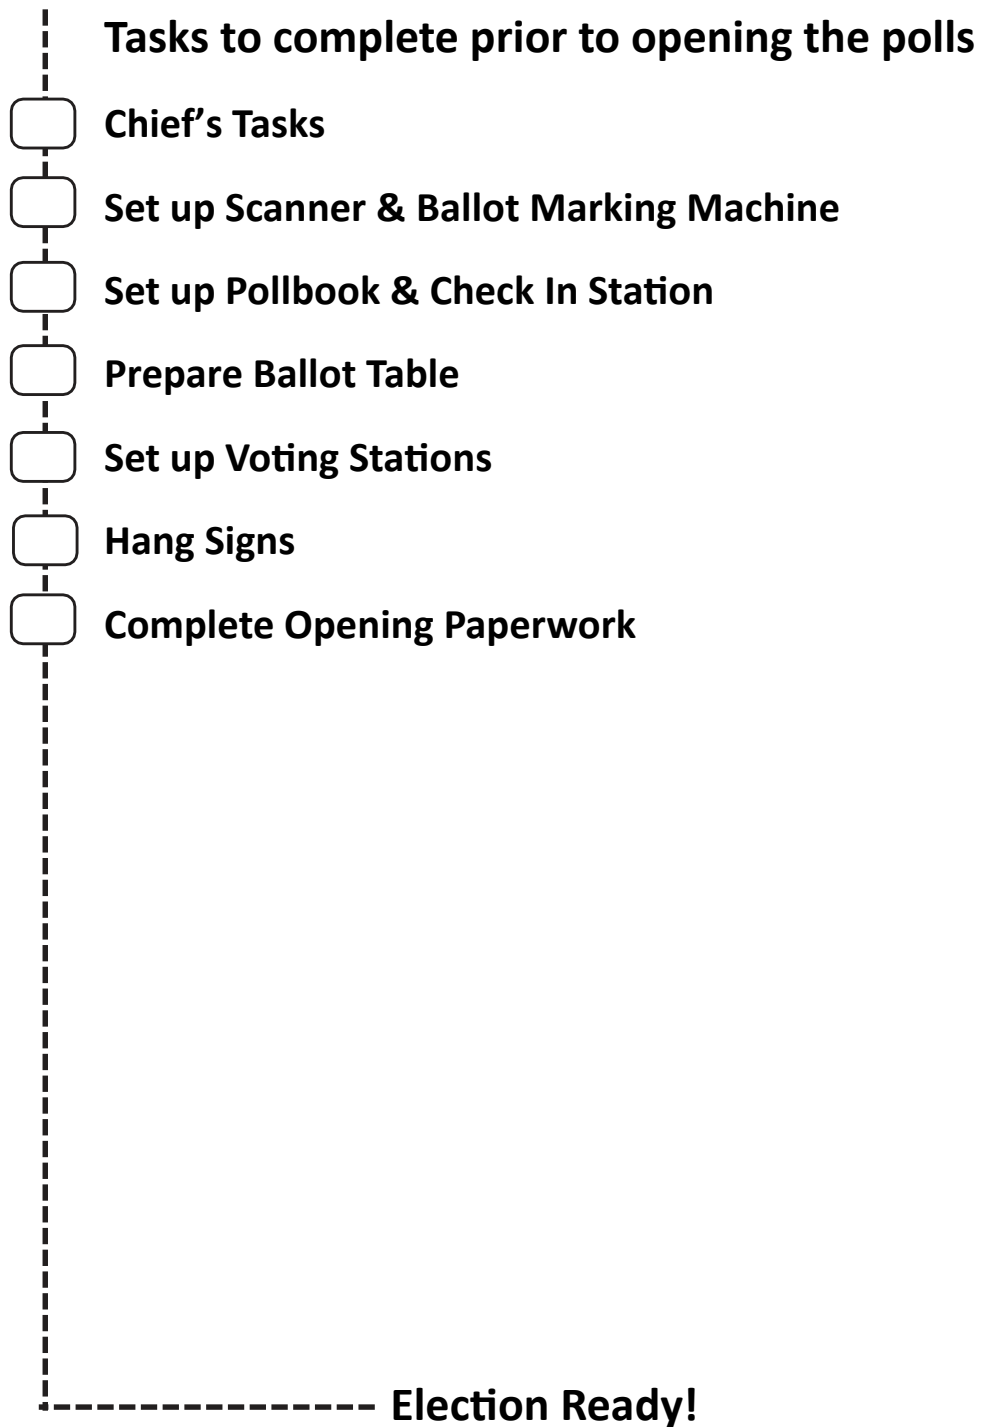 Tasks to complete prior to opening the polls
Chief’s Tasks
Set up Scanner & Ballot Marking Machine
Set up Pollbook & Check In Station
Prepare Ballot Table
Set up Voting Stations
Hang Signs
Complete Opening Paperwork
Election Ready!